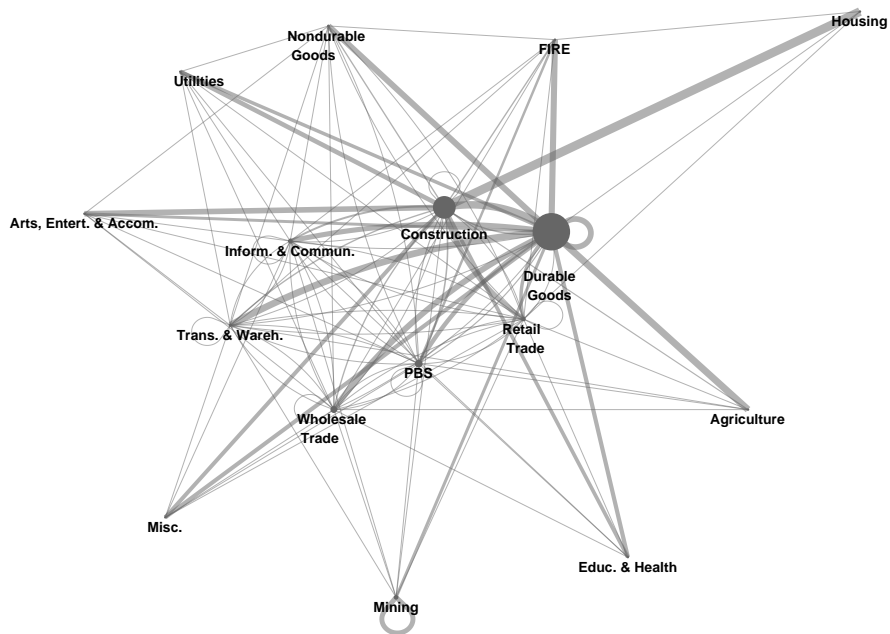 Housing
Nondurable
Goods
FIRE
Utilities
Arts, Entert. & Accom.
Construction
Inform. & Commun.
Durable
Goods
Trans. & Wareh.
Retail
Trade
PBS
Wholesale
Trade
Agriculture
Misc.
Educ. & Health
Mining